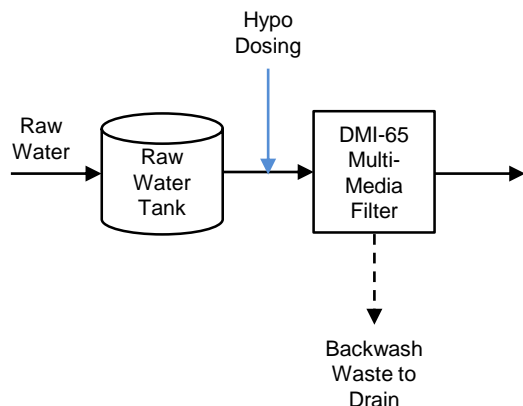 Hypo
Dosing
Raw
Water
Raw
Water
Tank
DMI-65
Multi-
Media
Filter
Backwash
Waste to
Drain